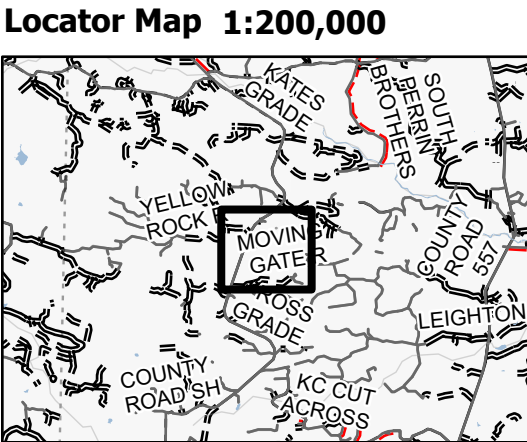 Locator Map 1:200,000
KATES
GRADE
SOUTH
PERRIN
BROTHERS
YELLOW
ROCK
MOVING
GATE R
COUNTY
ROAD
557
ROSS
GRADE
LEIGHTON
COUNTY
ROAD SH
KC CUT
ACROSS